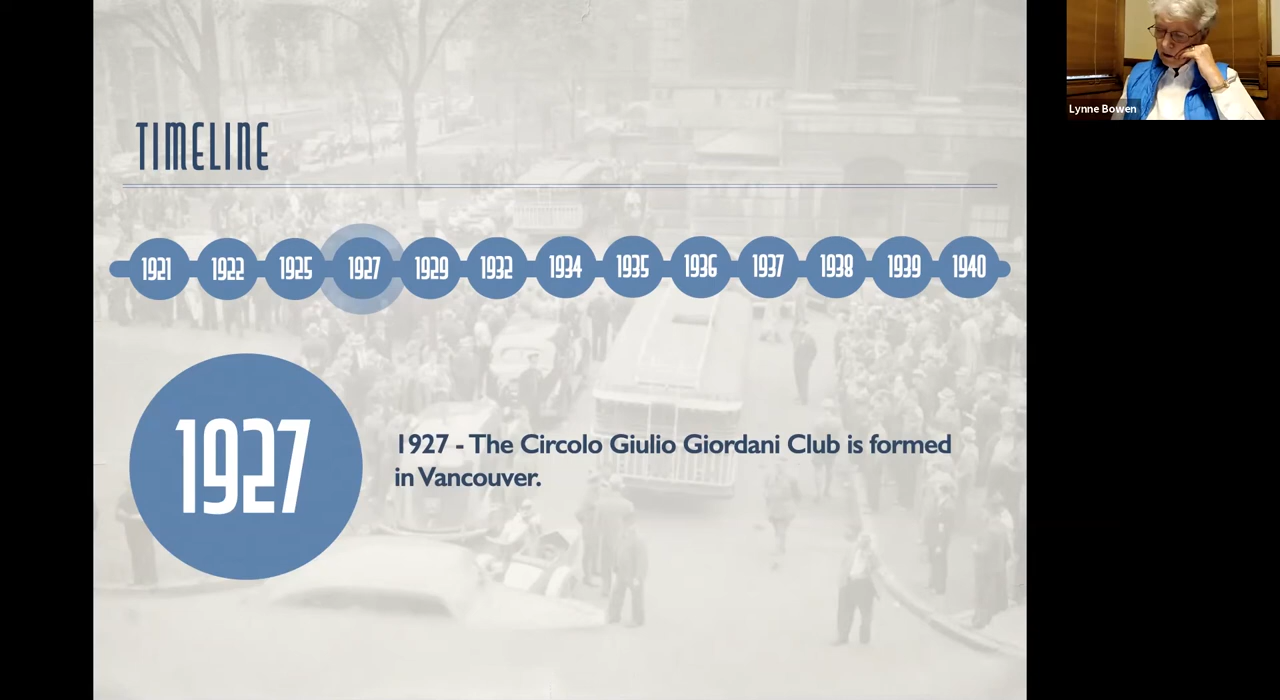 TIMELINE
1921 1922 1925 1927 1929 1932 1934 1935 1936 1937 1938 1939 1940
1927
1927 - The Circolo Giulio Giordani Club is formed
in Vancouver.
Lynne Bowen